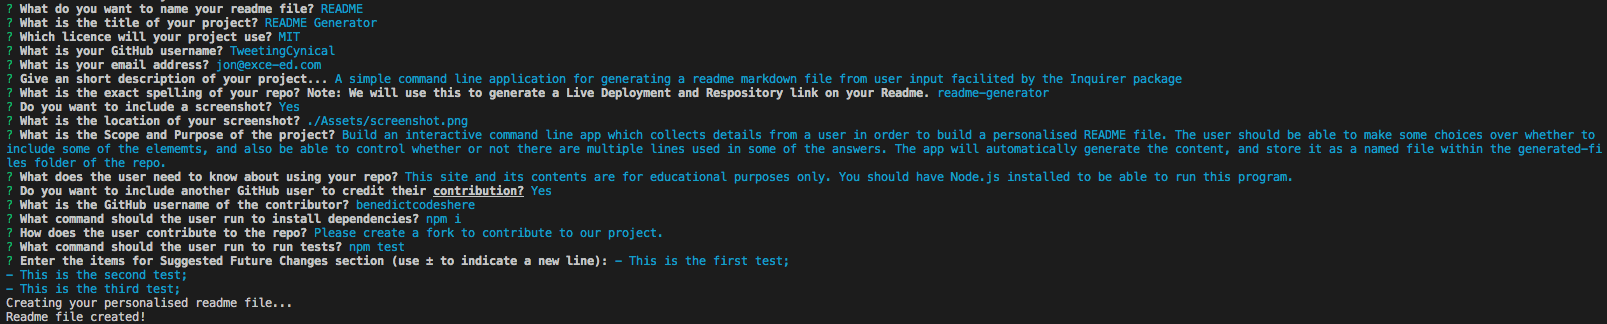 ? What do you want to name your readme file? README
? What is the title of your project? README Generator
? Which licence will your project use? MIT
? What is your GitHub username? TweetingCynical
? What is your email address? jon@exce-ed.com
? Give an short description of your project... A simple command line application for generating a readme markdown file from user input facilited by the Inquirer package
? What is the exact spelling of your repo? Note: We will use this to generate a Live Deployment and Respository link on your Readme. readme-generator
? Do you want to include a screenshot? Yes
? What is the location of your screenshot? ./Assets/screenshot.png
? What is the Scope and Purpose of the project? Build an interactive command line app which collects details from a user in order to build a personalised README file. The user should be able to make some choices over whether to
include some of the elememts, and also be able to control whether or not there are multiple lines used in some of the answers. The app will automatically generate the content, and store it as a named file within the generated-fi
les folder of the repo.
? What does the user need to know about using your repo? This site and its contents are for educational purposes only. You should have Node.js installed to be able to run this program.
? Do you want to include another GitHub user to credit their contribution? Yes
? What is the GitHub username of the contributor? benedictcodeshere
? What command should the user run to install dependencies? npm i
? How does the user contribute to the repo? Please create a fork to contribute to our project.
? What command should the user run to run tests? npm test
? Enter the items for Suggested Future Changes section (use ± to indicate a new line): - This is the first test;
- This is the second test;
- This is the third test;
Creating your personalised readme file...
Readme file created!